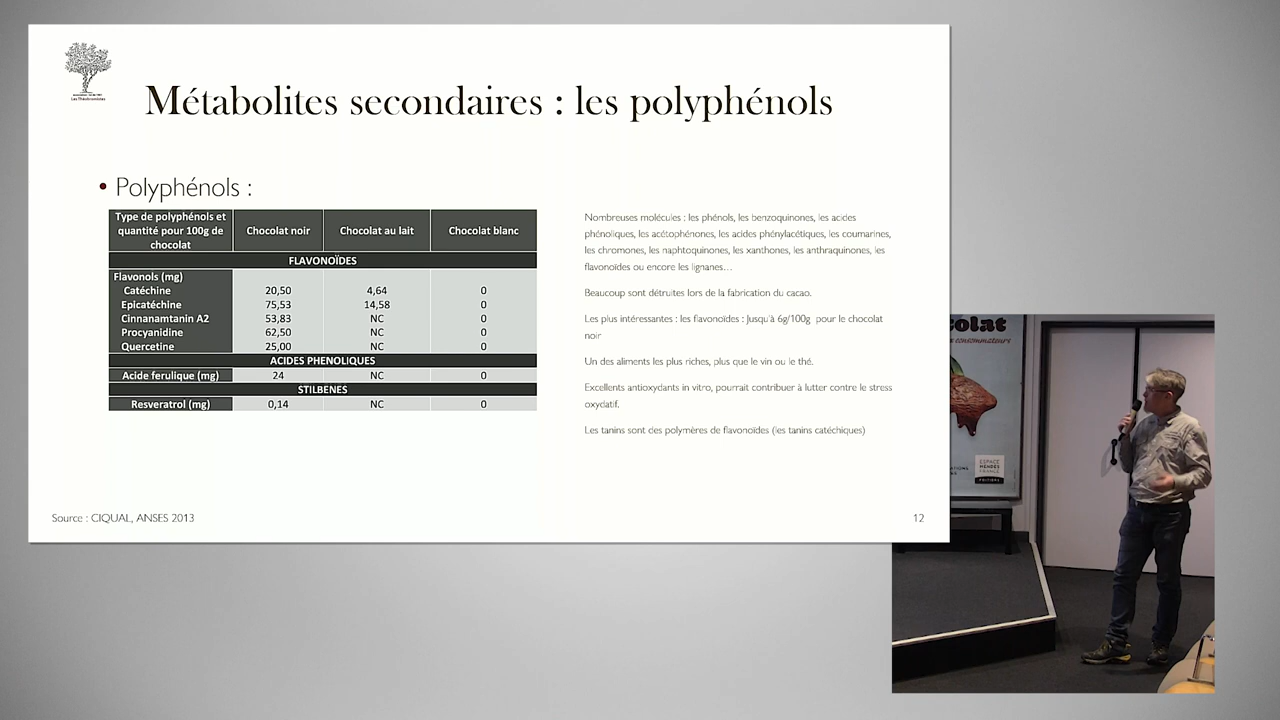 Les Théobromistes
Métabolites secondaires : les polyphénols
• Polyphénols :
Type de polyphénols et quantité pour 100g de chocolat | Chocolat noir | Chocolat au lait | Chocolat blanc
FLAVONOÏDES
Flavonols (mg)
Catéchine 20,50 4,64 0
Epicatéchine 75,53 14,58 0
Cinnanamtanin A2 53,83 NC 0
Procyanidine 62,50 NC 0
Quercetine 25,00 NC 0
ACIDES PHENOLIQUES
Acide ferulique (mg) 24 NC 0
STILBENES
Resveratrol (mg) 0,14 NC 0
Nombreuses molécules : les phénols, les benzoquinones, les acides
phénoliques, les acétophénones, les acides phénylacétiques, les coumarines,
les chromones, les naphtoquinones, les xanthones, les anthraquinones, les
flavonoïdes ou encore les lignanes…
Beaucoup sont détruites lors de la fabrication du cacao.
Les plus intéressantes : les flavonoïdes : Jusqu'à 6g/100g pour le chocolat
noir
Un des aliments les plus riches, plus que le vin ou le thé.
Excellents antioxydants in vitro, pourrait contribuer à lutter contre le stress
oxydatif.
Les tanins sont des polymères de flavonoïdes (les tanins catéchiques)
Source : CIQUAL, ANSES 2013
12
olat
consommateurs
ESPACE
MENDÈS
FRANCE
POITIERS